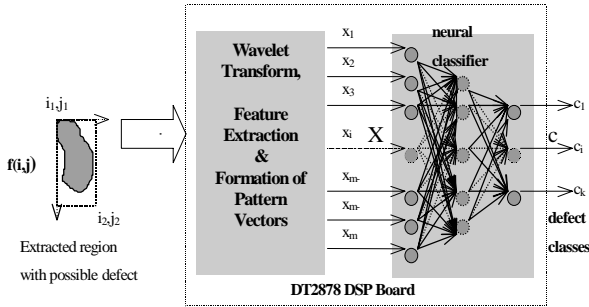 i1,j1
f(i,j)
i2,j2
Extracted region
with possible defect
.
Wavelet
Transform,
Feature
Extraction
&
Formation of
Pattern
Vectors
x1
x2
x3
xi
X
xm-
xm-
xm
neural
classifier
c1
c
ci
ck
defect
classes
DT2878 DSP Board